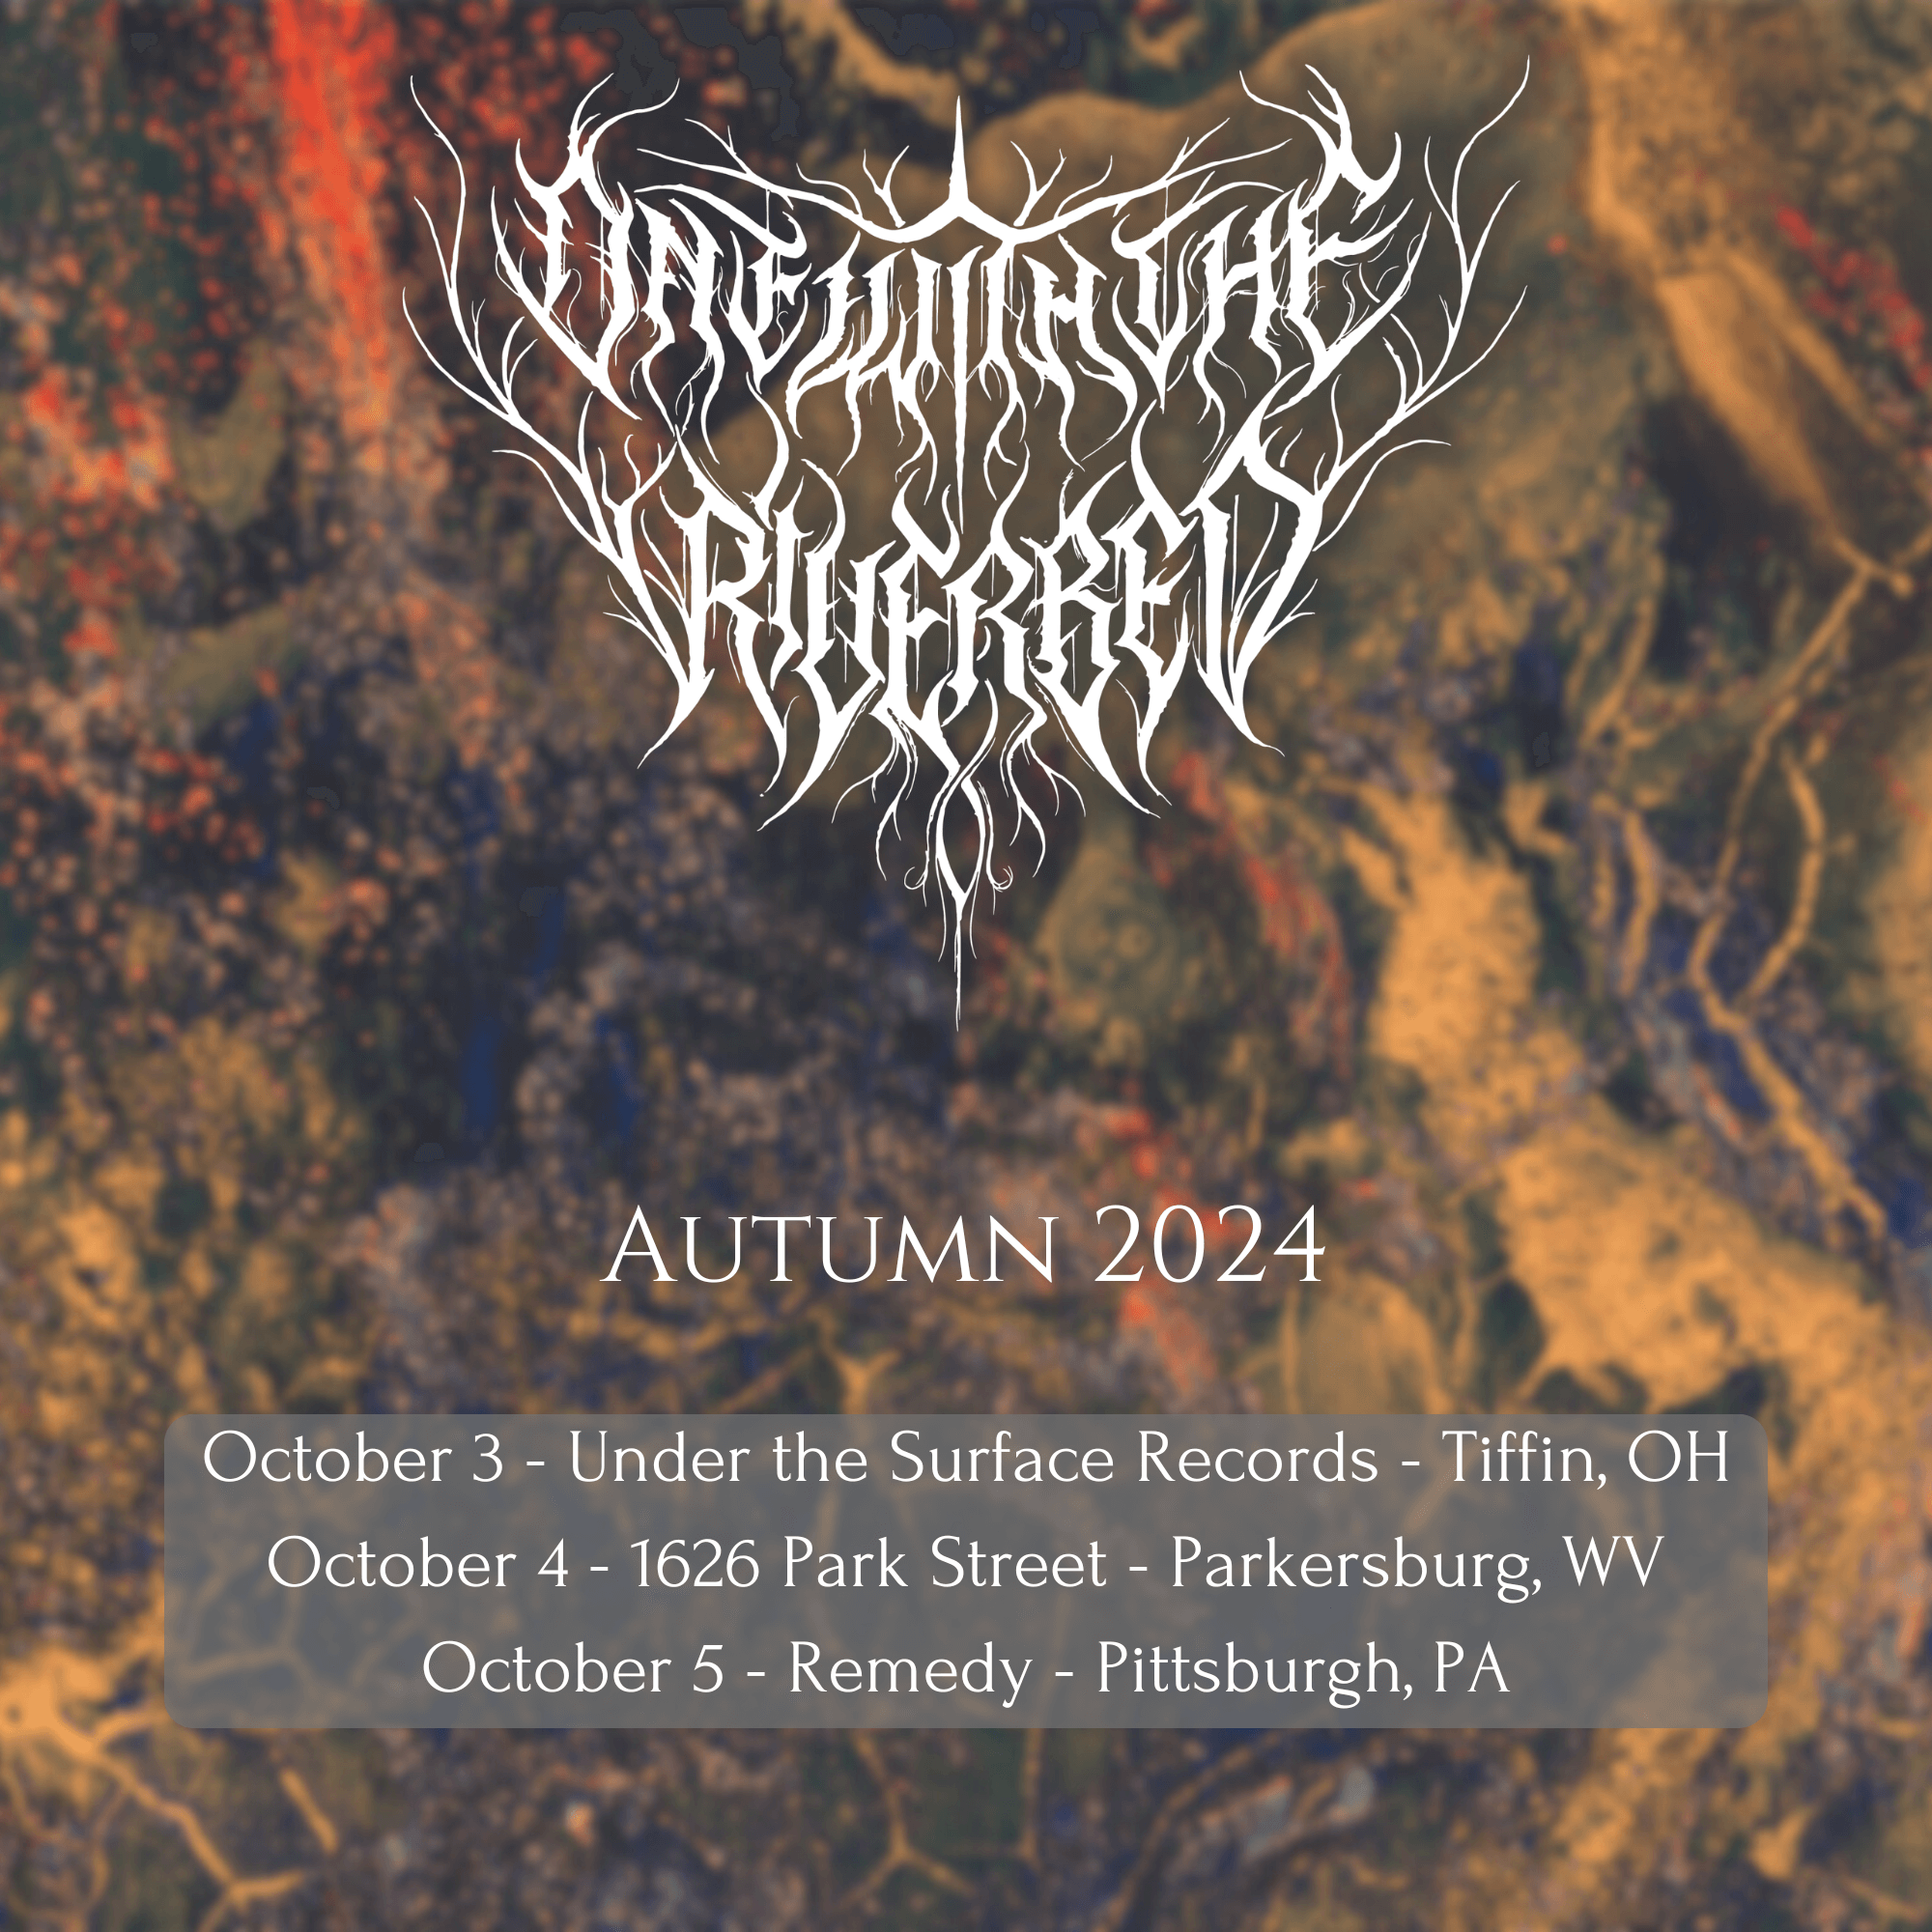 ONE WITH THE
RIVERBED
AUTUMN 2024
October 3 - Under the Surface Records - Tiffin, OH
October 4 - 1626 Park Street - Parkersburg, WV
October 5 - Remedy - Pittsburgh, PA